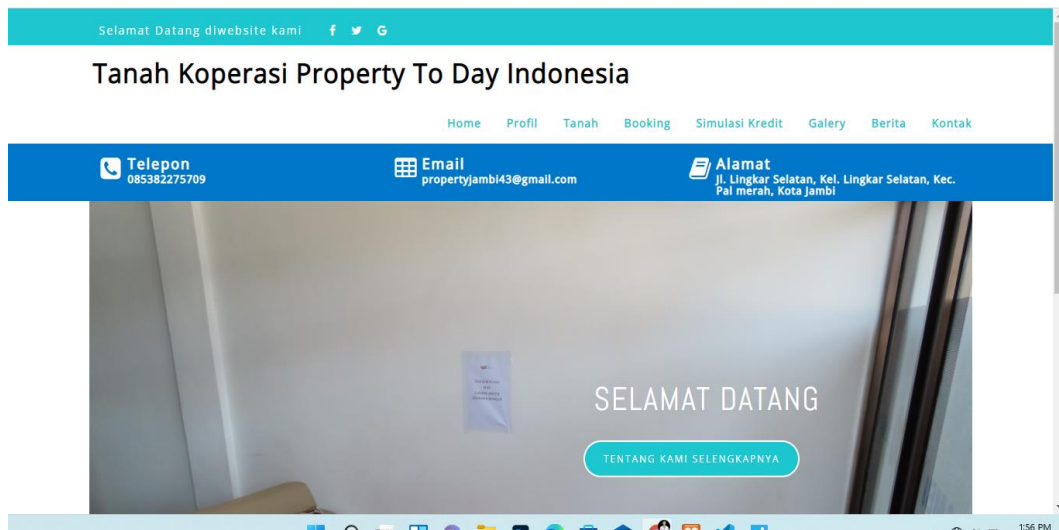 Selamat Datang diwebsite kami
Tanah Koperasi Property To Day Indonesia
Home Profil Tanah Booking Simulasi Kredit Galery Berita Kontak
Telepon
085382275709
Email
propertyjambi43@gmail.com
Alamat
Jl. Lingkar Selatan, Kel. Lingkar Selatan, Kec.
Pal merah, Kota Jambi
SELAMAT DATANG
TENTANG KAMI SELENGKAPNYA
1:56 PM